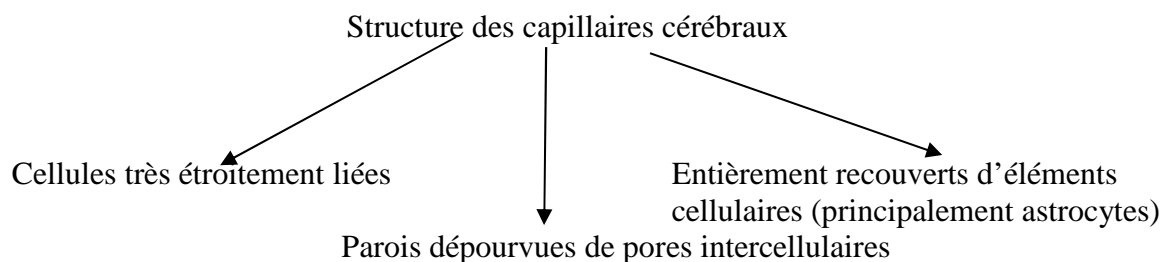 Structure des capillaires cérébraux
Cellules très étroitement liées
Entièrement recouverts d’éléments
cellulaires (principalement astrocytes)
Parois dépourvues de pores intercellulaires